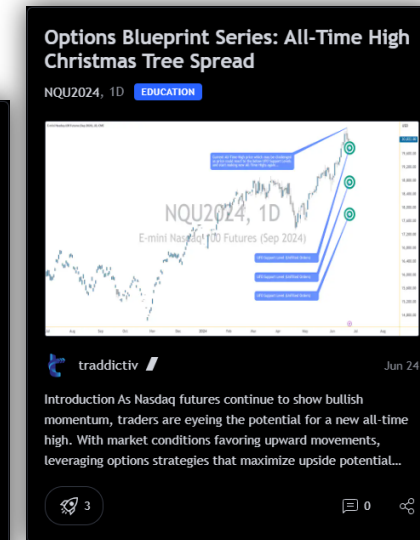 Options Blueprint Series: All-Time High
Christmas Tree Spread
NQU2024, 1D EDUCATION
NQU2024, 1D
E-mini Nasdaq 100 Futures (Sep 2024)
traddictiv
Jun 24
Introduction As Nasdaq futures continue to show bullish
momentum, traders are eyeing the potential for a new all-time
high. With market conditions favoring upward movements,
leveraging options strategies that maximize upside potential...
3
0